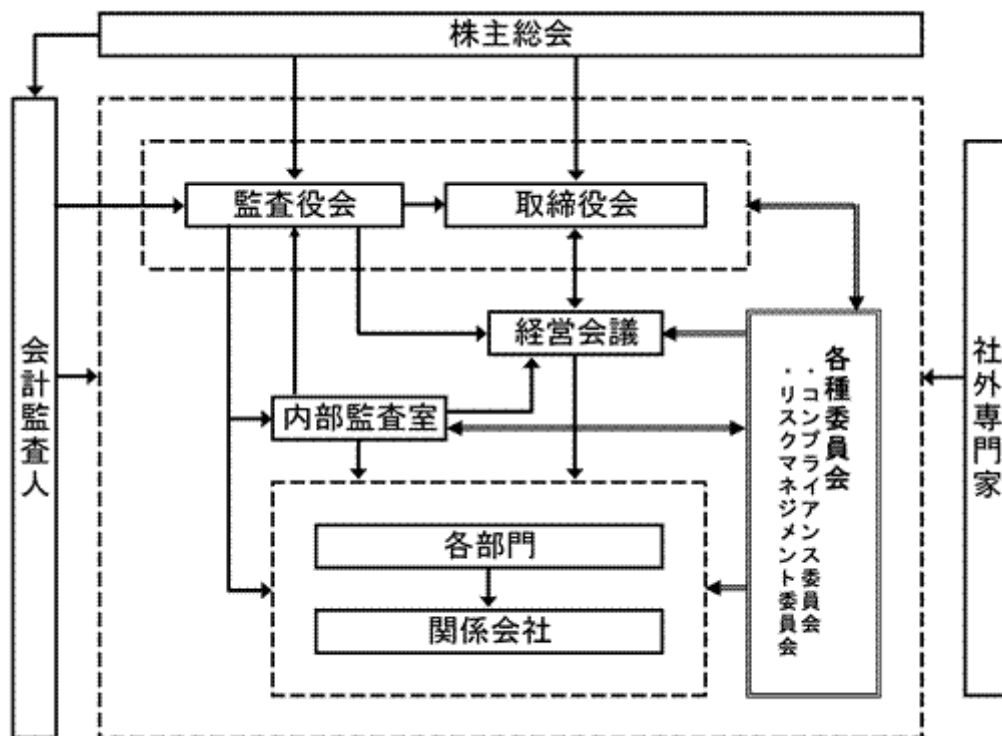 株主総会
監査役会
取締役会
経営会議
内部監査室
各部門
関係会社
会計監査人
各種委員会
・コンプライアンス委員会
・リスクマネジメント委員会
社外専門家